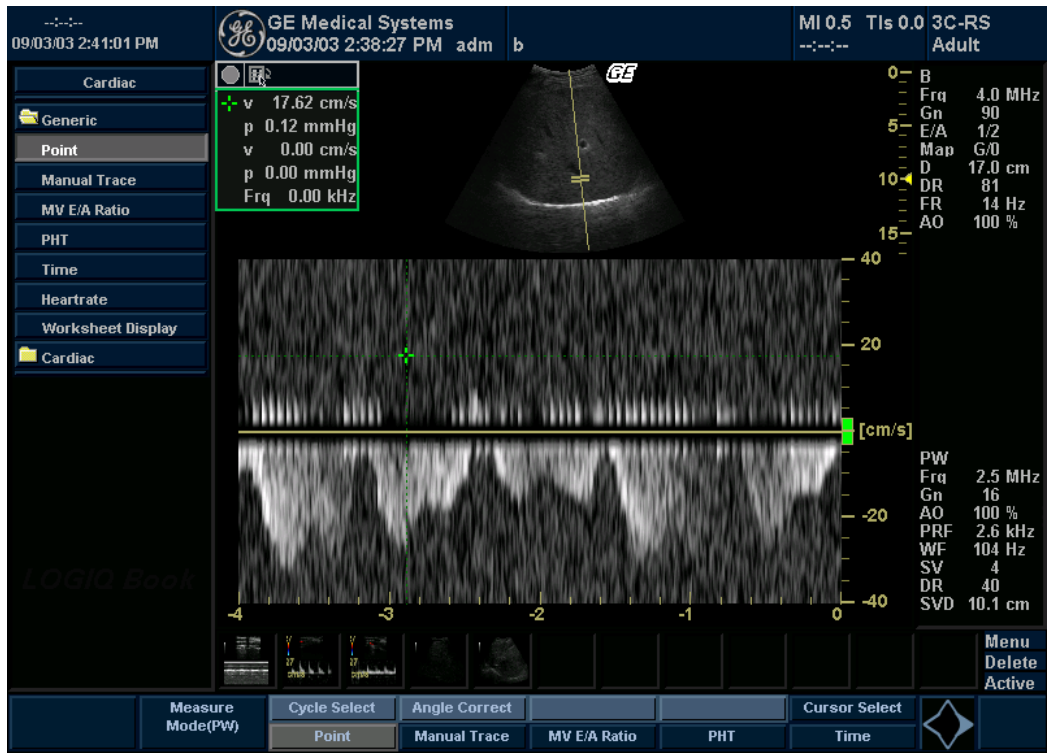 --:--:--
09/03/03 2:41:01 PM
GE Medical Systems
09/03/03 2:38:27 PM adm b
MI 0.5 TIs 0.0
--:--:--
3C-RS
Adult
Cardiac
Generic
Point
Manual Trace
MV E/A Ratio
PHT
Time
Heartrate
Worksheet Display
Cardiac
LOGIQ Book
v 17.62 cm/s
p 0.12 mmHg
v 0.00 cm/s
p 0.00 mmHg
Frq 0.00 kHz
GE
0
5
10
15
B
Frq 4.0 MHz
Gn 90
E/A 1/2
Map G/0
D 17.0 cm
DR 81
FR 14 Hz
AO 100 %
40
20
[cm/s]
-20
-40
-4 -3 -2 -1 0
PW
Frq 2.5 MHz
Gn 16
AO 100 %
PRF 2.6 kHz
WF 104 Hz
SV 4
DR 40
SVD 10.1 cm
Menu
Delete
Active
Measure
Mode(PW)
Cycle Select Angle Correct Cursor Select
Point Manual Trace MV E/A Ratio PHT Time